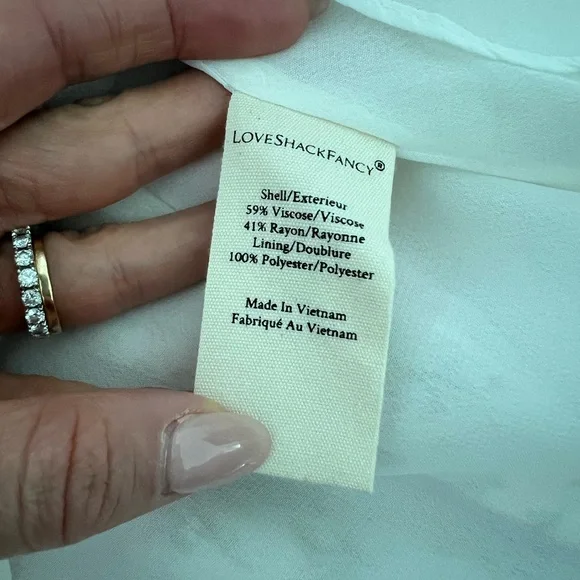 LOVESHACKFANCY®
Shell/Exterieur
59% Viscose/Viscose
41% Rayon/Rayonne
Lining/Doublure
100% Polyester/Polyester
Made In Vietnam
Fabriqué Au Vietnam